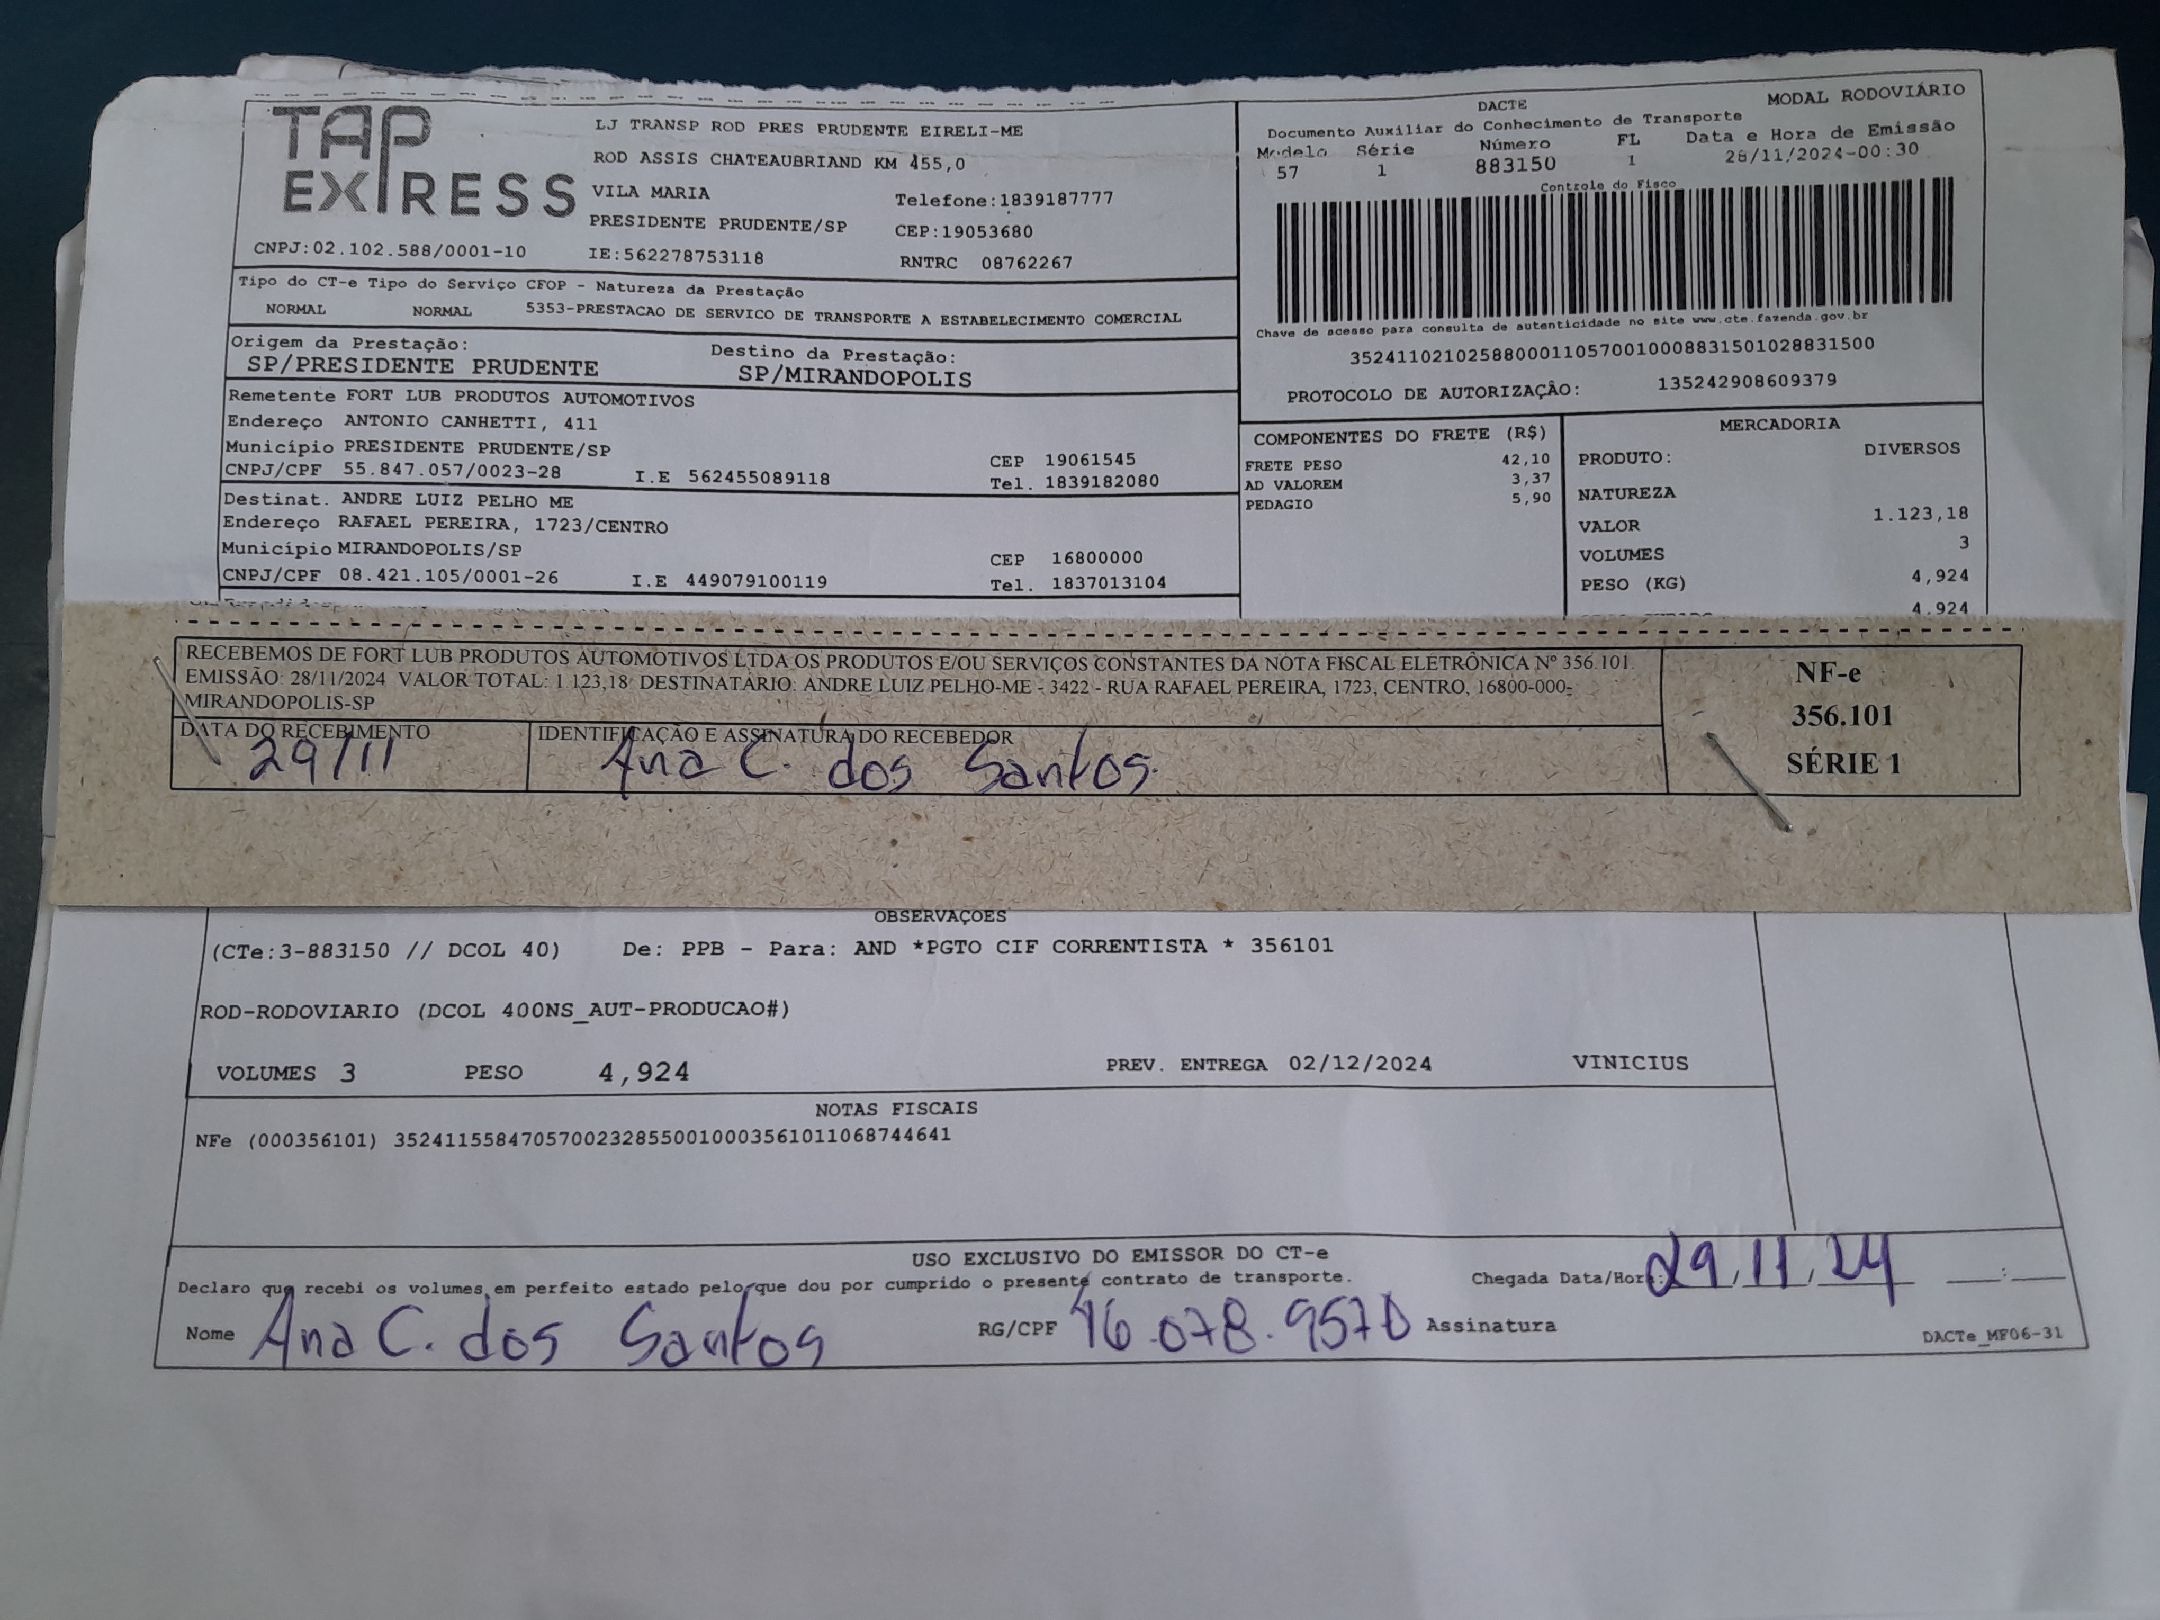 TAP
EXPRESS
LJ TRANSP ROD PRES PRUDENTE EIRELI-ME
ROD ASSIS CHATEAUBRIAND KM 455,0
VILA MARIA
Telefone:1839187777
PRESIDENTE PRUDENTE/SP
CEP:19053680
CNPJ:02.102.588/0001-10
IE:562278753118
RNTRC 08762267
DACTE
MODAL RODOVIÁRIO
Documento Auxiliar do Conhecimento de Transporte
Modelo Série Número FL Data e Hora de Emissão
57 1 883150 1 28/11/2024-00:30
Controle do Fisco
Chave de acesso para consulta de autenticidade no site www.cte.fazenda.gov.br
35241102102588000110570010008831501028831500
PROTOCOLO DE AUTORIZAÇÂO: 135242908609379
Tipo do CT-e Tipo do Serviço CFOP - Natureza da Prestação
NORMAL NORMAL 5353-PRESTACAO DE SERVICO DE TRANSPORTE A ESTABELECIMENTO COMERCIAL
Origem da Prestação: Destino da Prestação:
SP/PRESIDENTE PRUDENTE SP/MIRANDOPOLIS
Remetente FORT LUB PRODUTOS AUTOMOTIVOS
Endereço ANTONIO CANHETTI, 411
Município PRESIDENTE PRUDENTE/SP CEP 19061545
CNPJ/CPF 55.847.057/0023-28 I.E 562455089118 Tel. 1839182080
Destinat. ANDRE LUIZ PELHO ME
Endereço RAFAEL PEREIRA, 1723/CENTRO
Município MIRANDOPOLIS/SP CEP 16800000
CNPJ/CPF 08.421.105/0001-26 I.E 449079100119 Tel. 1837013104
COMPONENTES DO FRETE (R$)
FRETE PESO 42,10
AD VALOREM 3,37
PEDAGIO 5,90
MERCADORIA
PRODUTO: DIVERSOS
NATUREZA
VALOR 1.123,18
VOLUMES 3
PESO (KG) 4,924
4,924
RECEBEMOS DE FORT LUB PRODUTOS AUTOMOTIVOS LTDA OS PRODUTOS E/OU SERVIÇOS CONSTANTES DA NOTA FISCAL ELETRÔNICA Nº 356.101.
EMISSÃO: 28/11/2024 VALOR TOTAL: 1.123,18 DESTINATÁRIO: ANDRE LUIZ PELHO-ME - 3422 - RUA RAFAEL PEREIRA, 1723, CENTRO, 16800-000-
MIRANDOPOLIS-SP
DATA DO RECEBIMENTO
29/11
IDENTIFICAÇÃO E ASSINATURA DO RECEBEDOR
Ana C. dos Santos.
NF-e
356.101
SÉRIE 1
OBSERVAÇOES
(CTe:3-883150 // DCOL 40) De: PPB - Para: AND *PGTO CIF CORRENTISTA * 356101
ROD-RODOVIARIO (DCOL 400NS_AUT-PRODUCAO#)
VOLUMES 3 PESO 4,924 PREV. ENTREGA 02/12/2024 VINICIUS
NOTAS FISCAIS
NFe (000356101) 35241155847057002328550010003561011068744641
USO EXCLUSIVO DO EMISSOR DO CT-e
Declaro que recebi os volumes em perfeito estado pelo que dou por cumprido o presente contrato de transporte.
Chegada Data/Hora: 29/11/24 :
Nome Ana C. dos Santos RG/CPF 46.078.9570 Assinatura
DACTe_MF06-31